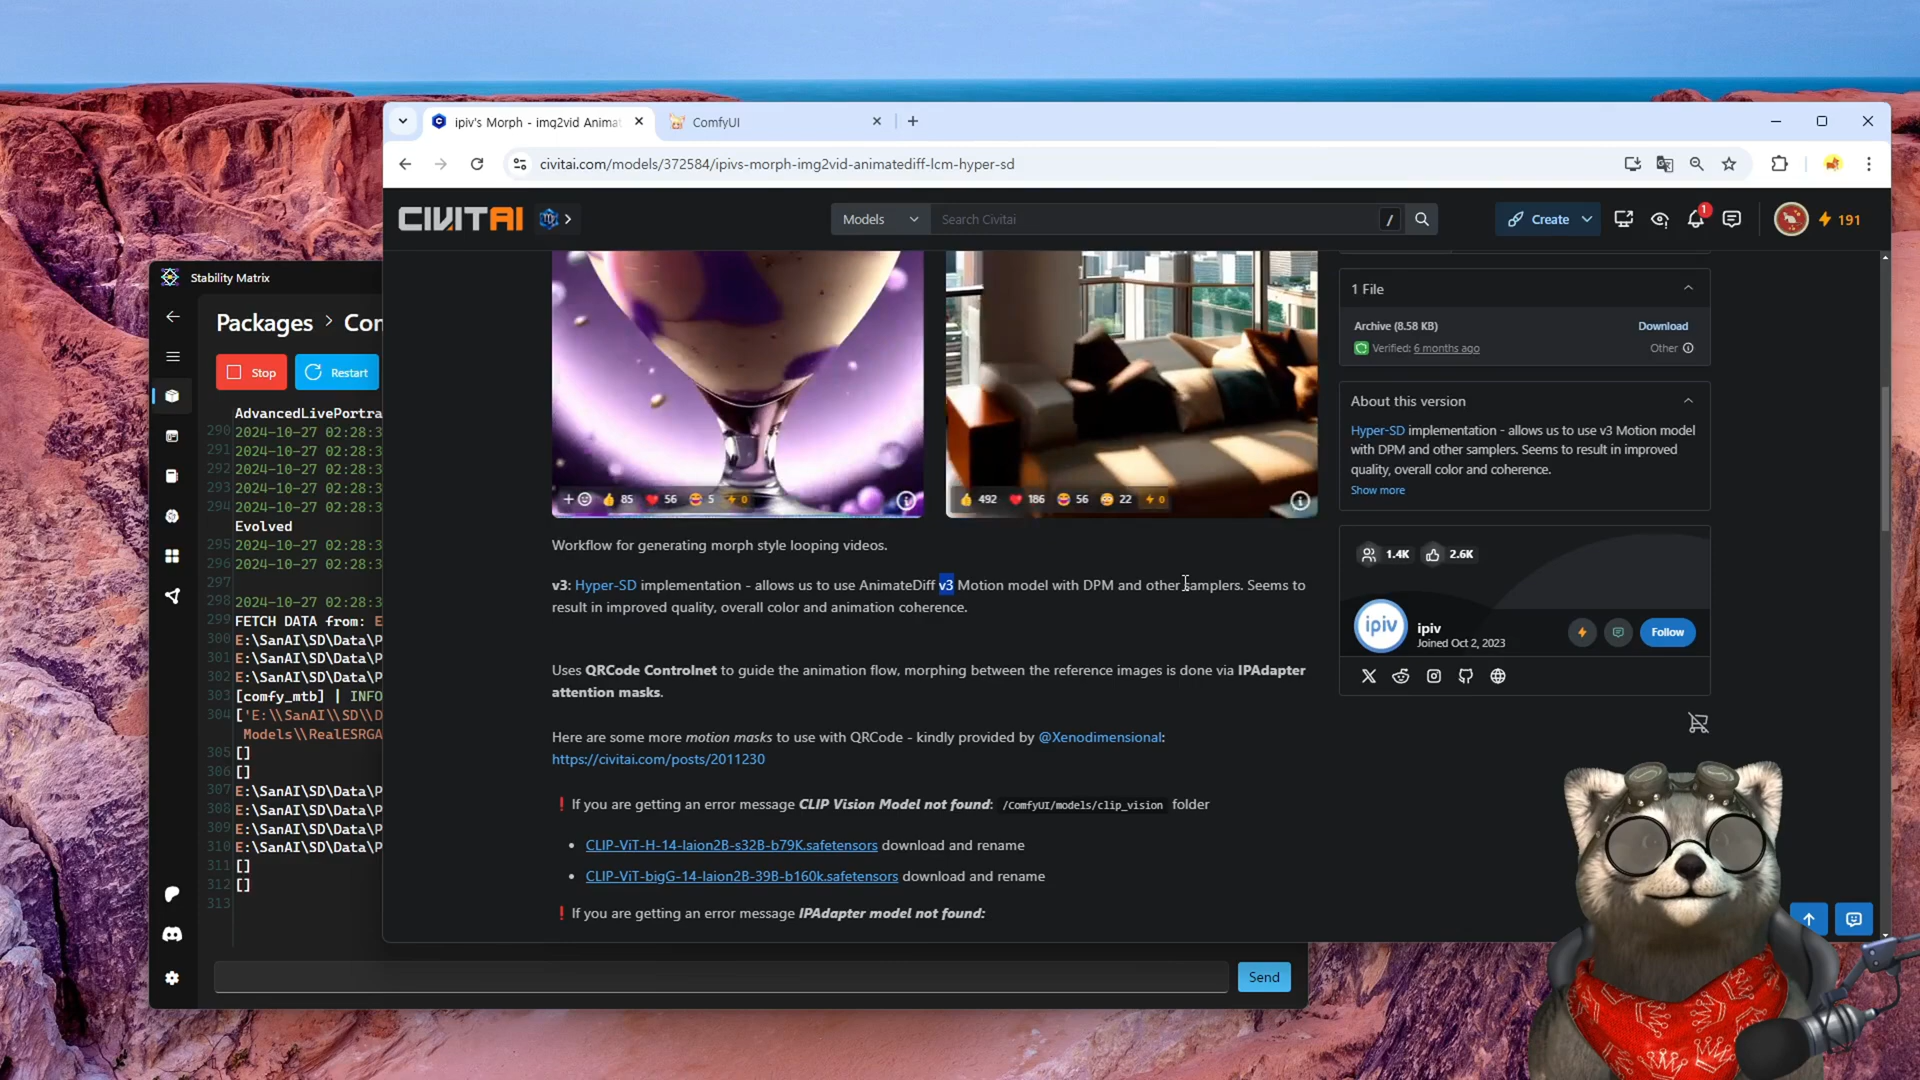 ipiv's Morph - img2vid Anima
ComfyUI
civitai.com/models/372584/ipivs-morph-img2vid-animatediff-lcm-hyper-sd
CIVITAI
Models
Search Civitai
/
Create
1
191
Stability Matrix
Packages > Con
Stop
Restart
AdvancedLivePortra
290 2024-10-27 02:28:3
291 2024-10-27 02:28:3
292 2024-10-27 02:28:3
293 2024-10-27 02:28:3
294 2024-10-27 02:28:3
Evolved
295 2024-10-27 02:28:3
296 2024-10-27 02:28:3
297
298 2024-10-27 02:28:3
299 FETCH DATA from: E
300 E:\SanAI\SD\Data\P
301 E:\SanAI\SD\Data\P
302 E:\SanAI\SD\Data\P
303 [comfy_mtb] | INFO
304 ['E:\\SanAI\\SD\\D
Models\\RealESRGA
305 []
306 []
307 E:\SanAI\SD\Data\P
308 E:\SanAI\SD\Data\P
309 E:\SanAI\SD\Data\P
310 E:\SanAI\SD\Data\P
311 []
312 []
313
Send
85 56 5 0
492 186 56 22 0
Workflow for generating morph style looping videos.
v3: Hyper-SD implementation - allows us to use AnimateDiff v3 Motion model with DPM and other samplers. Seems to
result in improved quality, overall color and animation coherence.
Uses QRCode Controlnet to guide the animation flow, morphing between the reference images is done via IPAdapter
attention masks.
Here are some more motion masks to use with QRCode - kindly provided by @Xenodimensional:
https://civitai.com/posts/2011230
❗ If you are getting an error message CLIP Vision Model not found: /ComfyUI/models/clip_vision folder
• CLIP-ViT-H-14-laion2B-s32B-b79K.safetensors download and rename
• CLIP-ViT-bigG-14-laion2B-39B-b160k.safetensors download and rename
❗ If you are getting an error message IPAdapter model not found:
1 File
Archive (8.58 KB)
Download
Verified: 6 months ago
Other
About this version
Hyper-SD implementation - allows us to use v3 Motion model
with DPM and other samplers. Seems to result in improved
quality, overall color and coherence.
Show more
1.4K 2.6K
ipiv
ipiv
Joined Oct 2, 2023
Follow